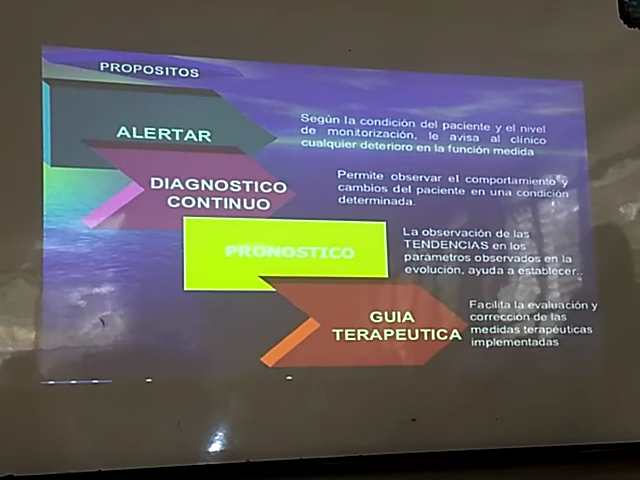 PROPOSITOS
ALERTAR
Según la condición del paciente y el nivel
de monitorización, le avisa al clínico
cualquier deterioro en la función medida
DIAGNOSTICO
CONTINUO
Permite observar el comportamiento y
cambios del paciente en una condición
determinada.
PRONOSTICO
La observación de las
TENDENCIAS en los
parámetros observados en la
evolución, ayuda a establecer..
GUIA
TERAPEUTICA
Facilita la evaluación y
corrección de las
medidas terapéuticas
implementadas